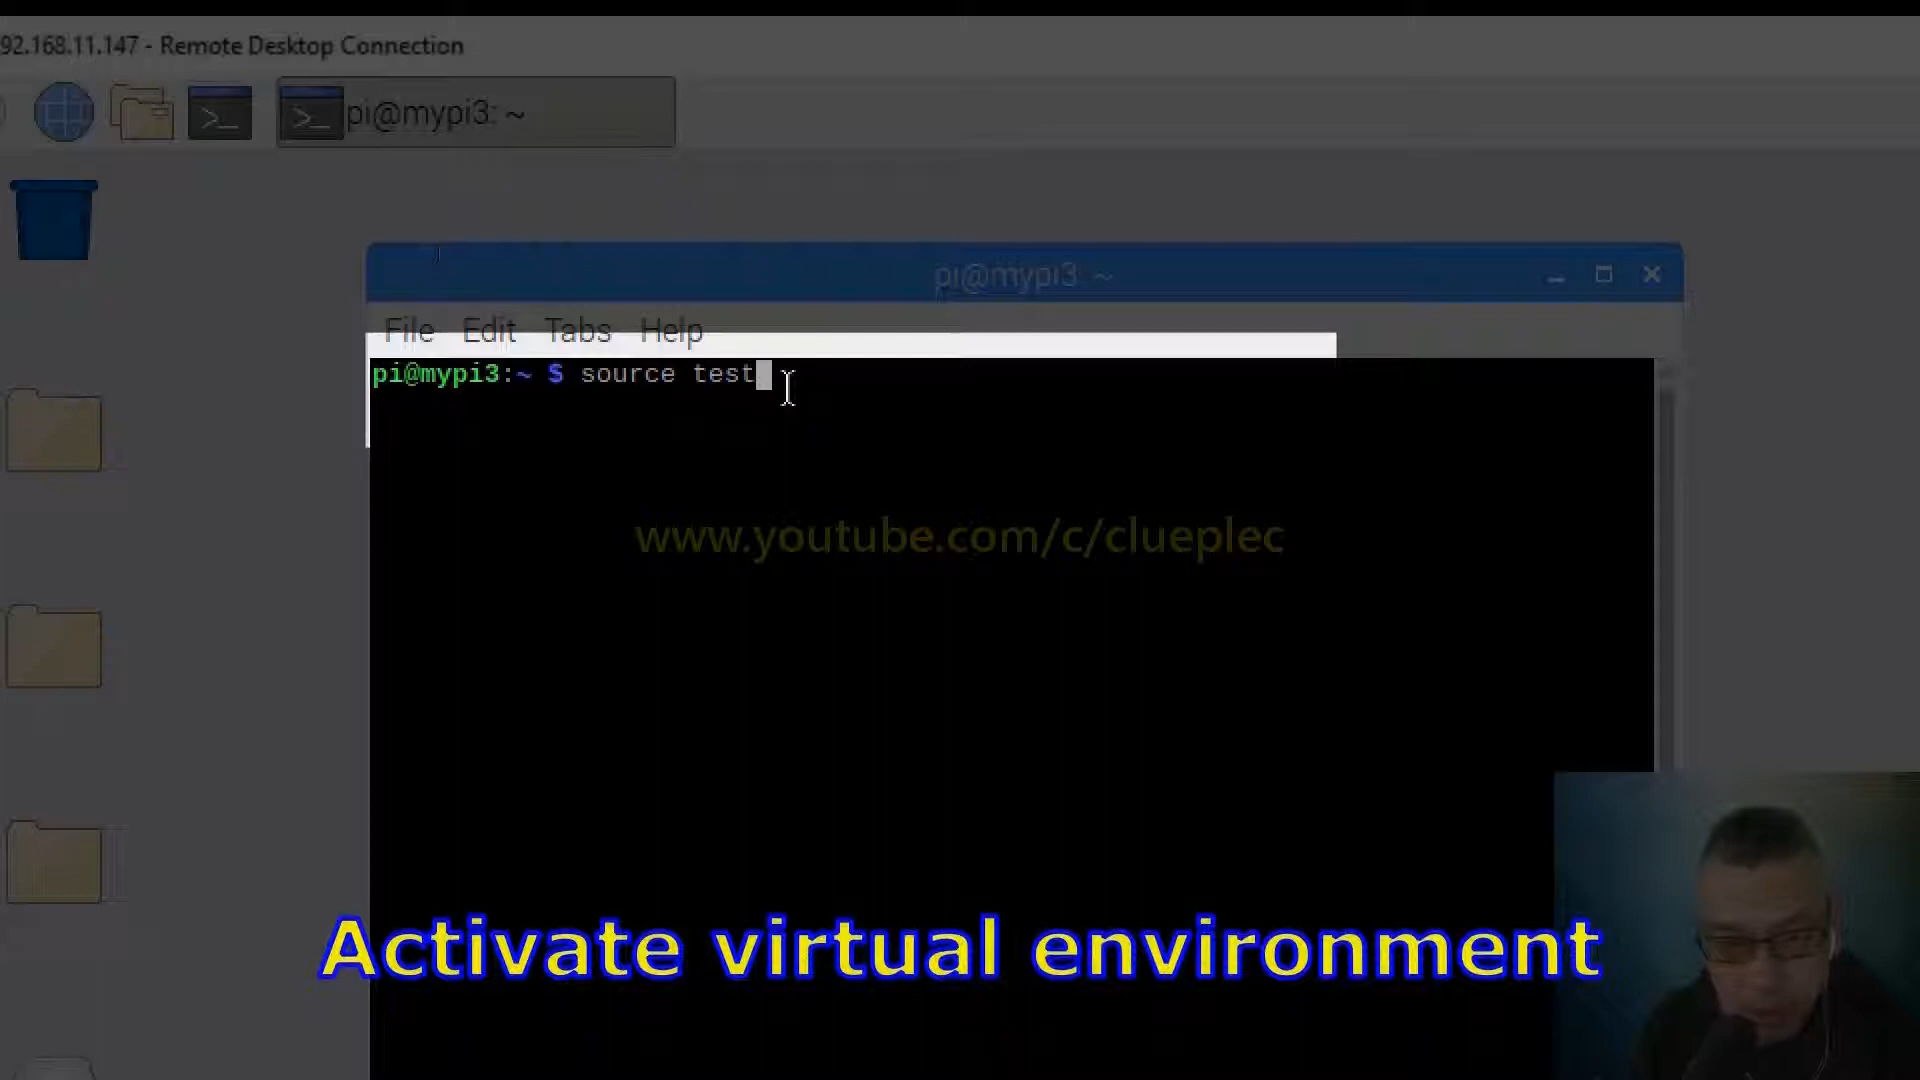 92.168.11.147 - Remote Desktop Connection
pi@mypi3: ~
pi@mypi3: ~
File Edit Tabs Help
pi@mypi3:~ $ source test
www.youtube.com/c/clueplec
Activate virtual environment